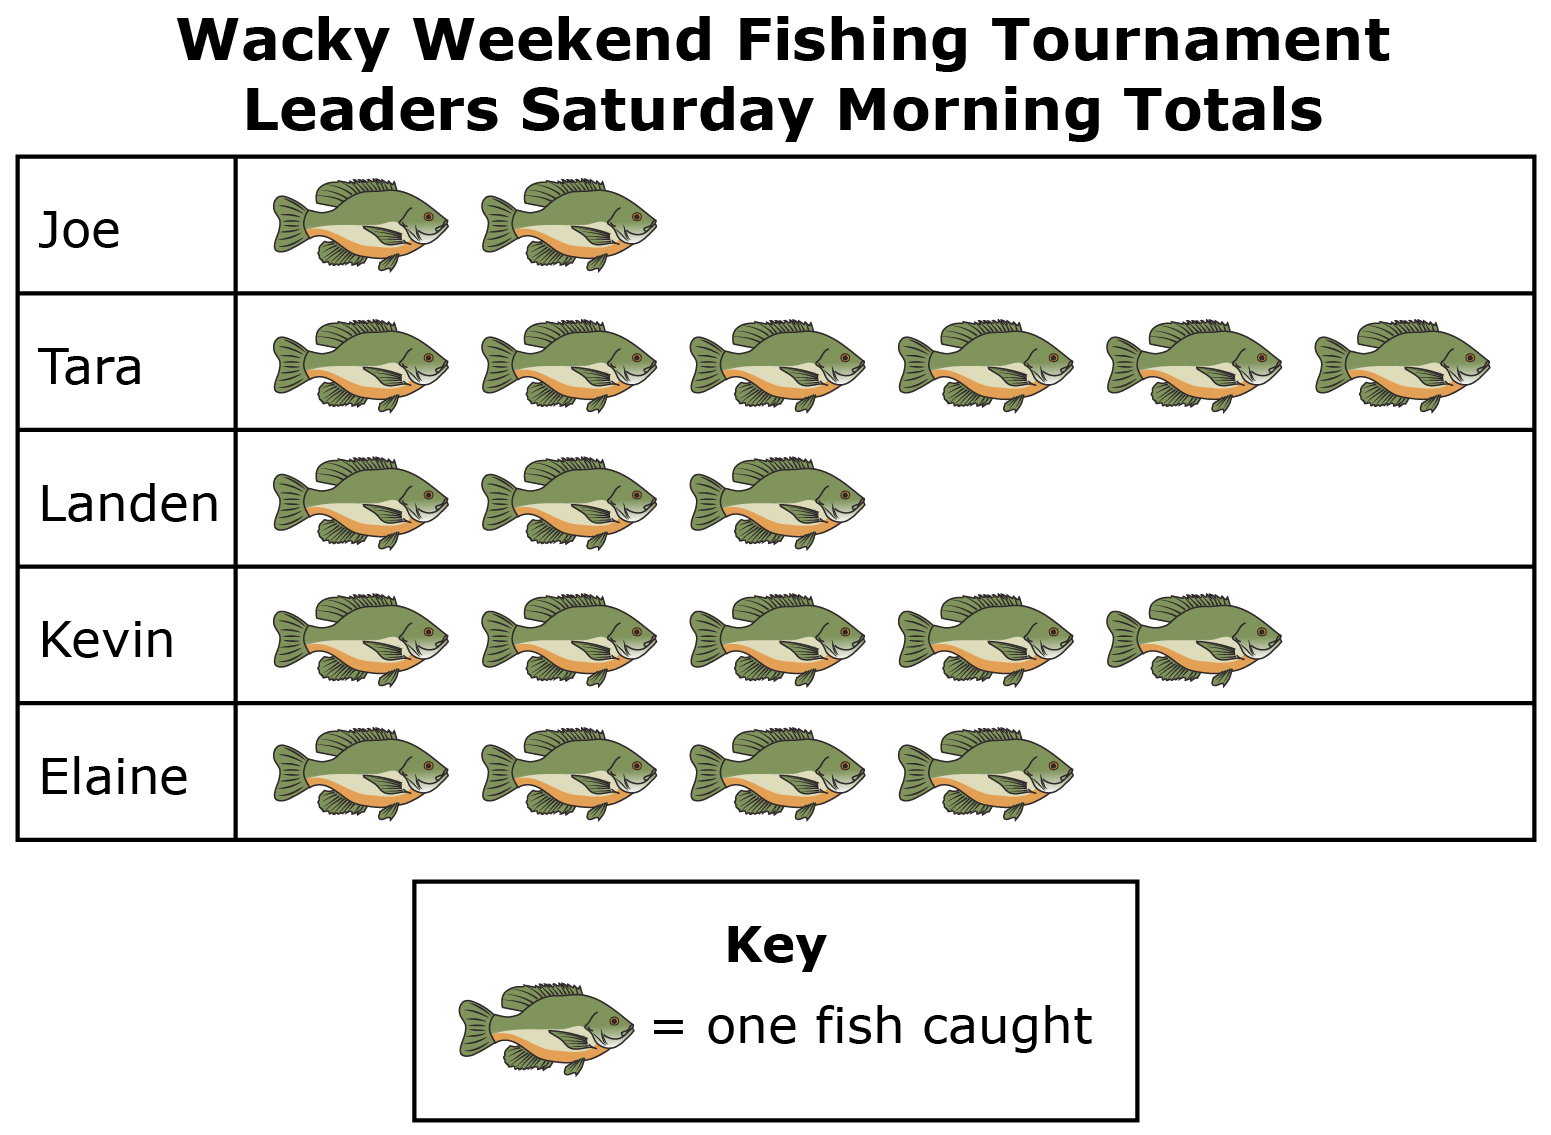 Wacky Weekend Fishing Tournament
Leaders Saturday Morning Totals
Joe
Tara
Landen
Kevin
Elaine
Key
= one fish caught